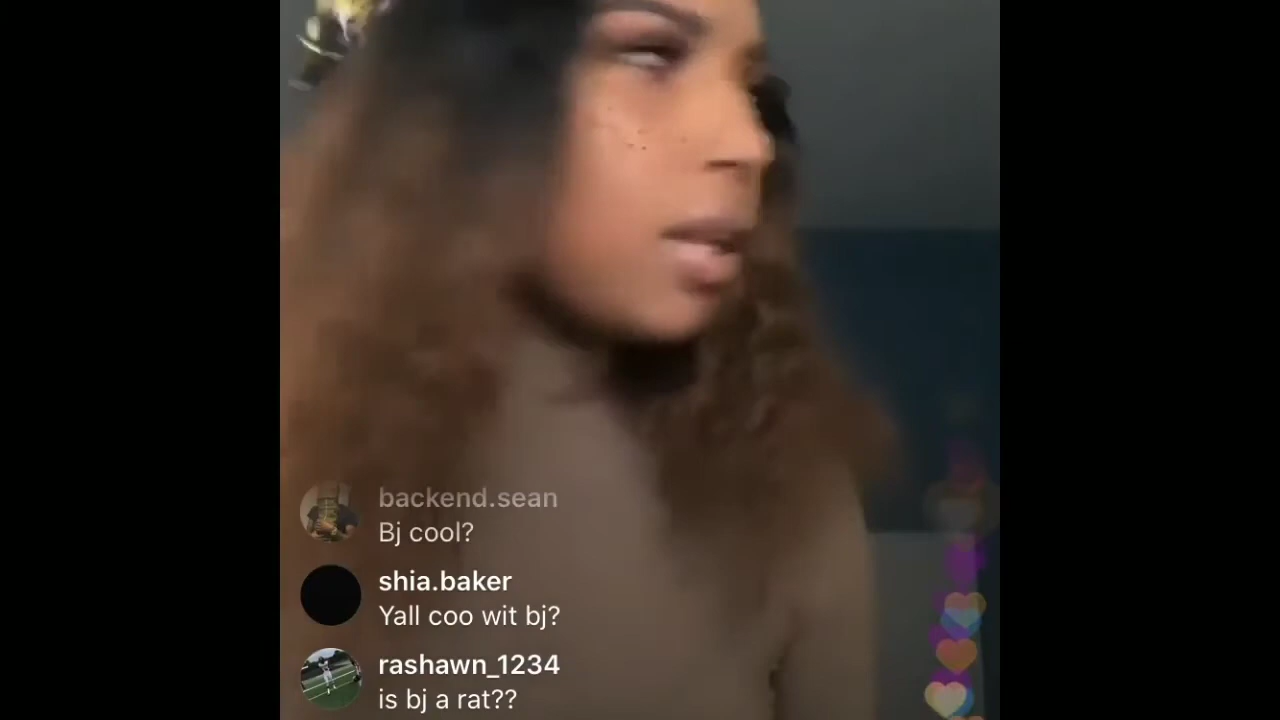 backend.sean
Bj cool?
shia.baker
Yall coo wit bj?
rashawn_1234
is bj a rat??